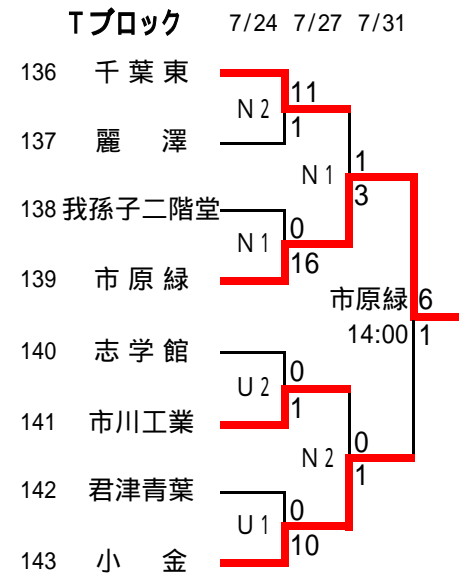 Tブロック 7/24 7/27 7/31
136 千葉東
11
N2
1
137 麗 澤
N1 1
3
138 我孫子二階堂
0
N1
16
139 市原緑
市原緑 6
14:00 1
140 志学館
0
U2
1
141 市川工業
0
N2
1
142 君津青葉
0
U1
10
143 小 金